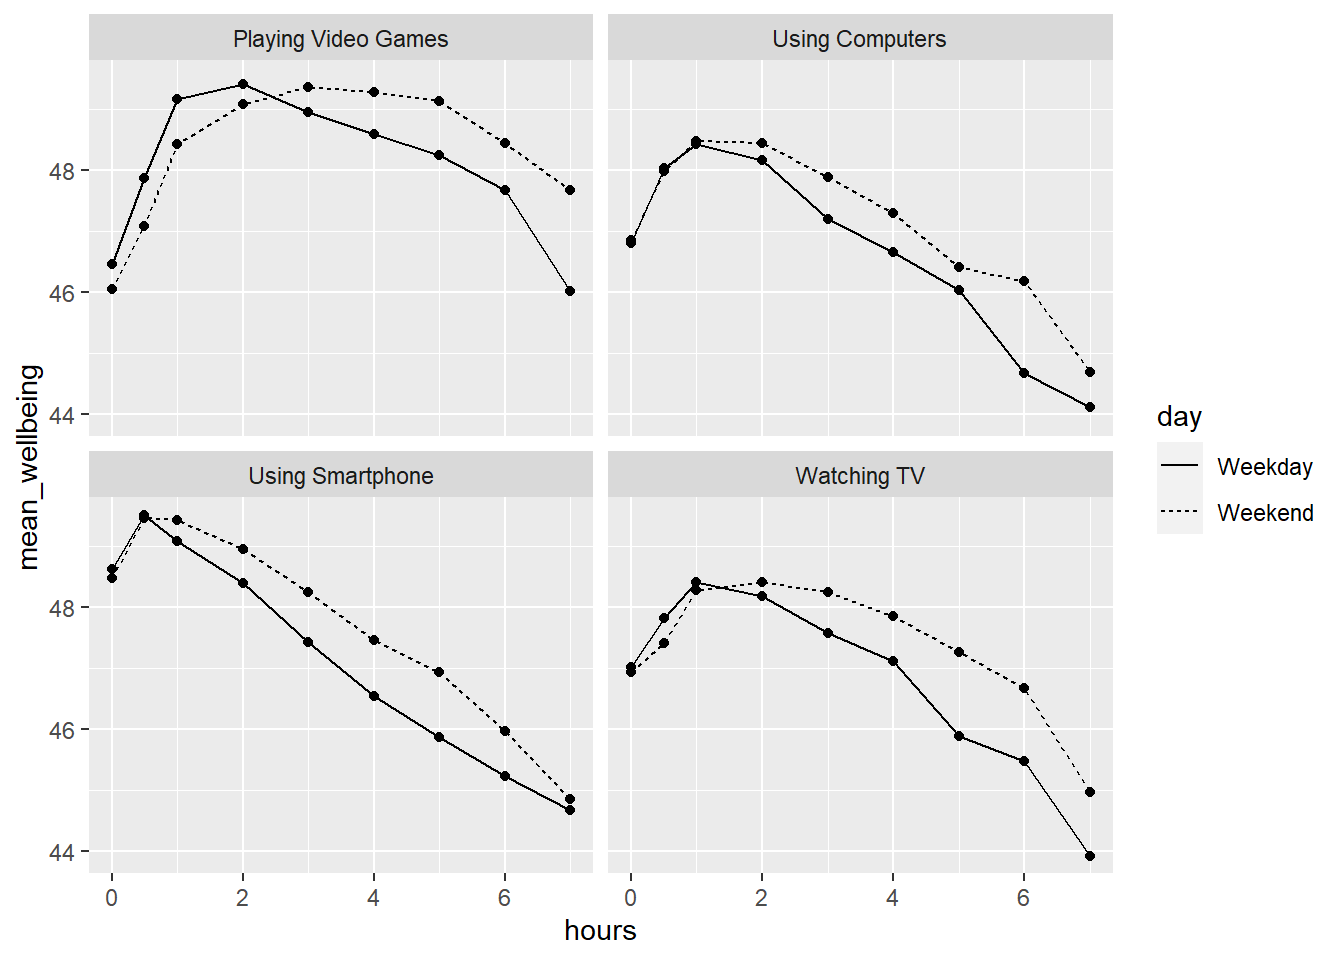 Playing Video Games
Using Computers
48
46
44
Using Smartphone
Watching TV
48
46
44
0 2 4 6
0 2 4 6
hours
mean_wellbeing
day
Weekday
Weekend